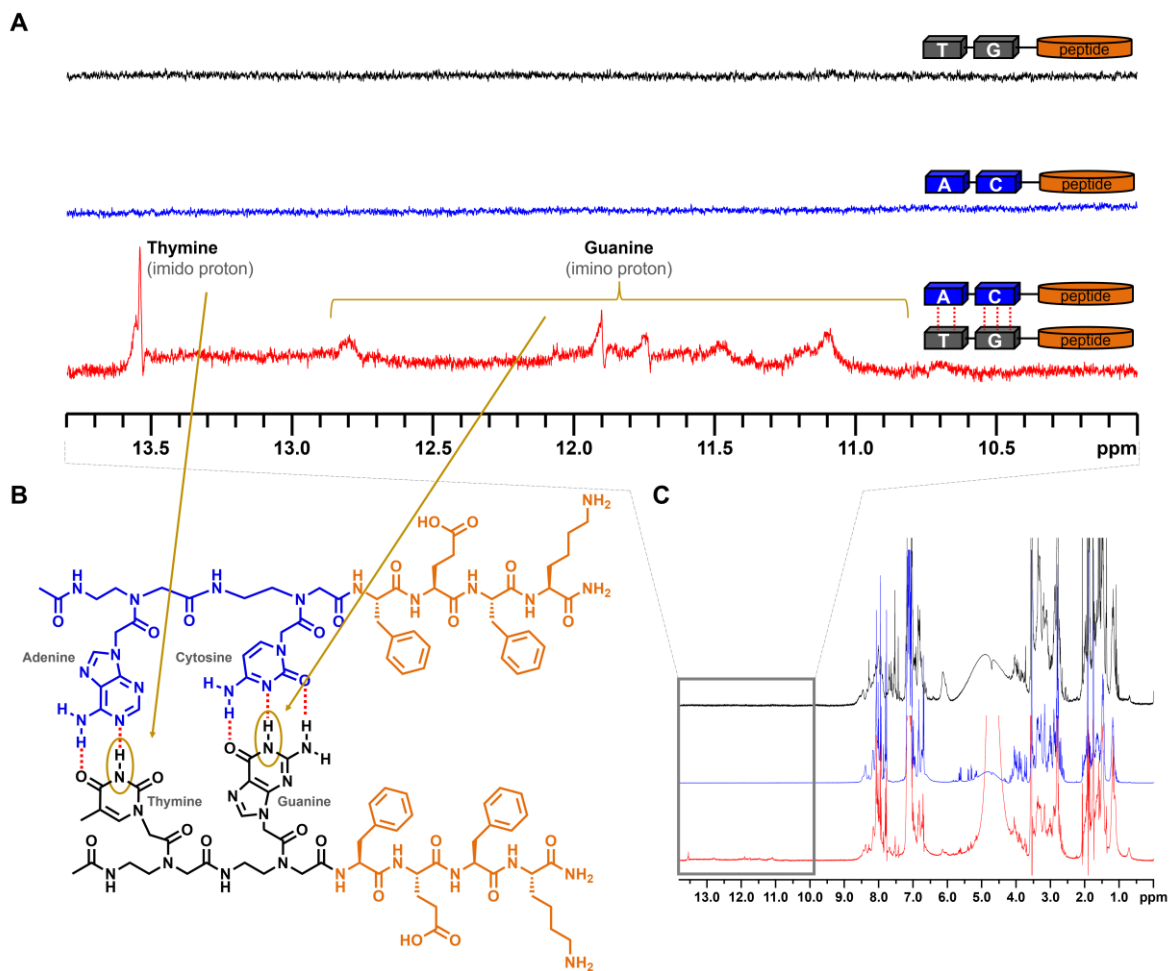 A
T G peptide
A C peptide
Thymine
(imido proton)
Guanine
(imino proton)
A C peptide
T G peptide
13.5 13.0 12.5 12.0 11.5 11.0 10.5 ppm
B
C
NH2
HO O
H N O H N O O H N O H N O
N N N H O N H O NH2
O O O
Adenine
Cytosine
N N
N N N O
N N
H N H H
H N H H H
O N O
O N N H
N
N N N
Thymine
Guanine
O O
O O O H N O H N O
N H N N H N N H O N H O NH2
HO O
NH2
13.0 12.0 11.0 10.0 9.0 8.0 7.0 6.0 5.0 4.0 3.0 2.0 1.0 ppm